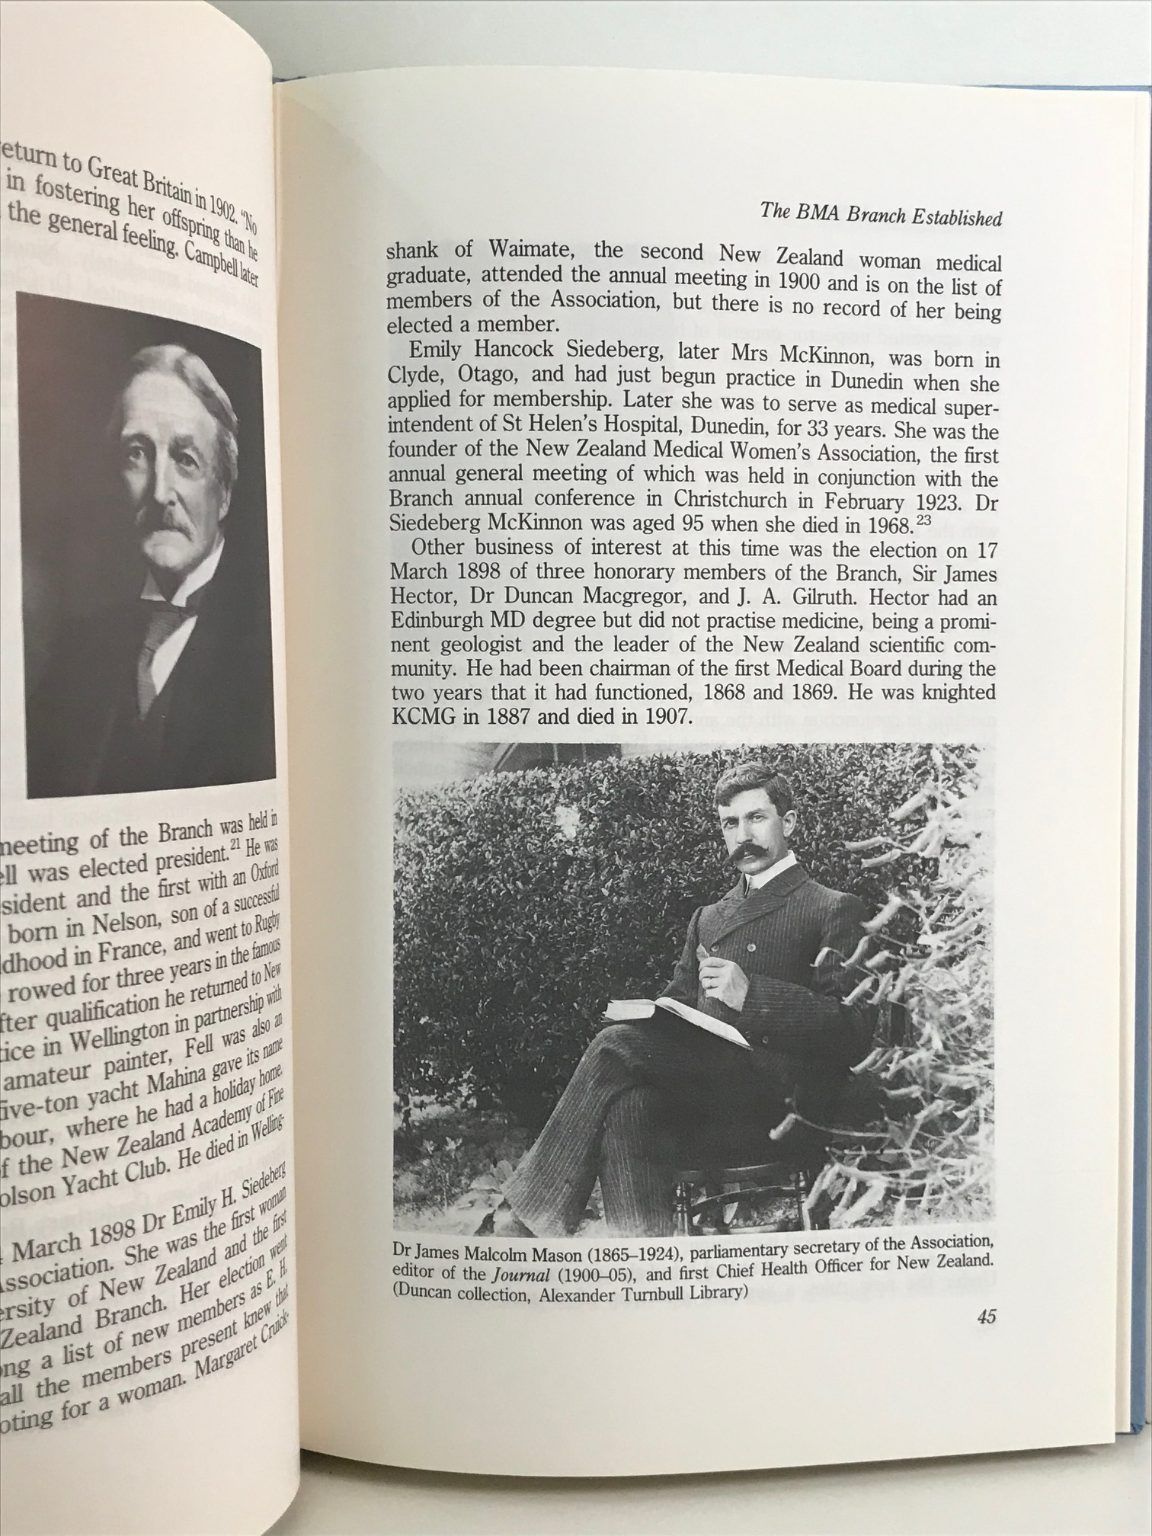 eturn to Great Britain in 1902. "No
in fostering her offspring than he
the general feeling. Campbell later
meeting of the Branch was held in
ell was elected president.21 He was
sident and the first with an Oxford
born in Nelson, son of a successful
dhood in France, and went to Rugby
rowed for three years in the famous
fter qualification he returned to New
tice in Wellington in partnership with
amateur painter, Fell was also an
five-ton yacht Mahina gave its name
bour, where he had a holiday home.
f the New Zealand Academy of Fine
olson Yacht Club. He died in Welling-
March 1898 Dr Emily H. Siedeberg
ssociation. She was the first woman
ersity of New Zealand and the first
Zealand Branch. Her election went
ng a list of new members as E. H.
all the members present knew that
oting for a woman. Margaret Cruick-
The BMA Branch Established
shank of Waimate, the second New Zealand woman medical
graduate, attended the annual meeting in 1900 and is on the list of
members of the Association, but there is no record of her being
elected a member.
Emily Hancock Siedeberg, later Mrs McKinnon, was born in
Clyde, Otago, and had just begun practice in Dunedin when she
applied for membership. Later she was to serve as medical super-
intendent of St Helen's Hospital, Dunedin, for 33 years. She was the
founder of the New Zealand Medical Women's Association, the first
annual general meeting of which was held in conjunction with the
Branch annual conference in Christchurch in February 1923. Dr
Siedeberg McKinnon was aged 95 when she died in 1968.23
Other business of interest at this time was the election on 17
March 1898 of three honorary members of the Branch, Sir James
Hector, Dr Duncan Macgregor, and J. A. Gilruth. Hector had an
Edinburgh MD degree but did not practise medicine, being a promi-
nent geologist and the leader of the New Zealand scientific com-
munity. He had been chairman of the first Medical Board during the
two years that it had functioned, 1868 and 1869. He was knighted
KCMG in 1887 and died in 1907.
Dr James Malcolm Mason (1865–1924), parliamentary secretary of the Association,
editor of the Journal (1900–05), and first Chief Health Officer for New Zealand.
(Duncan collection, Alexander Turnbull Library)
45